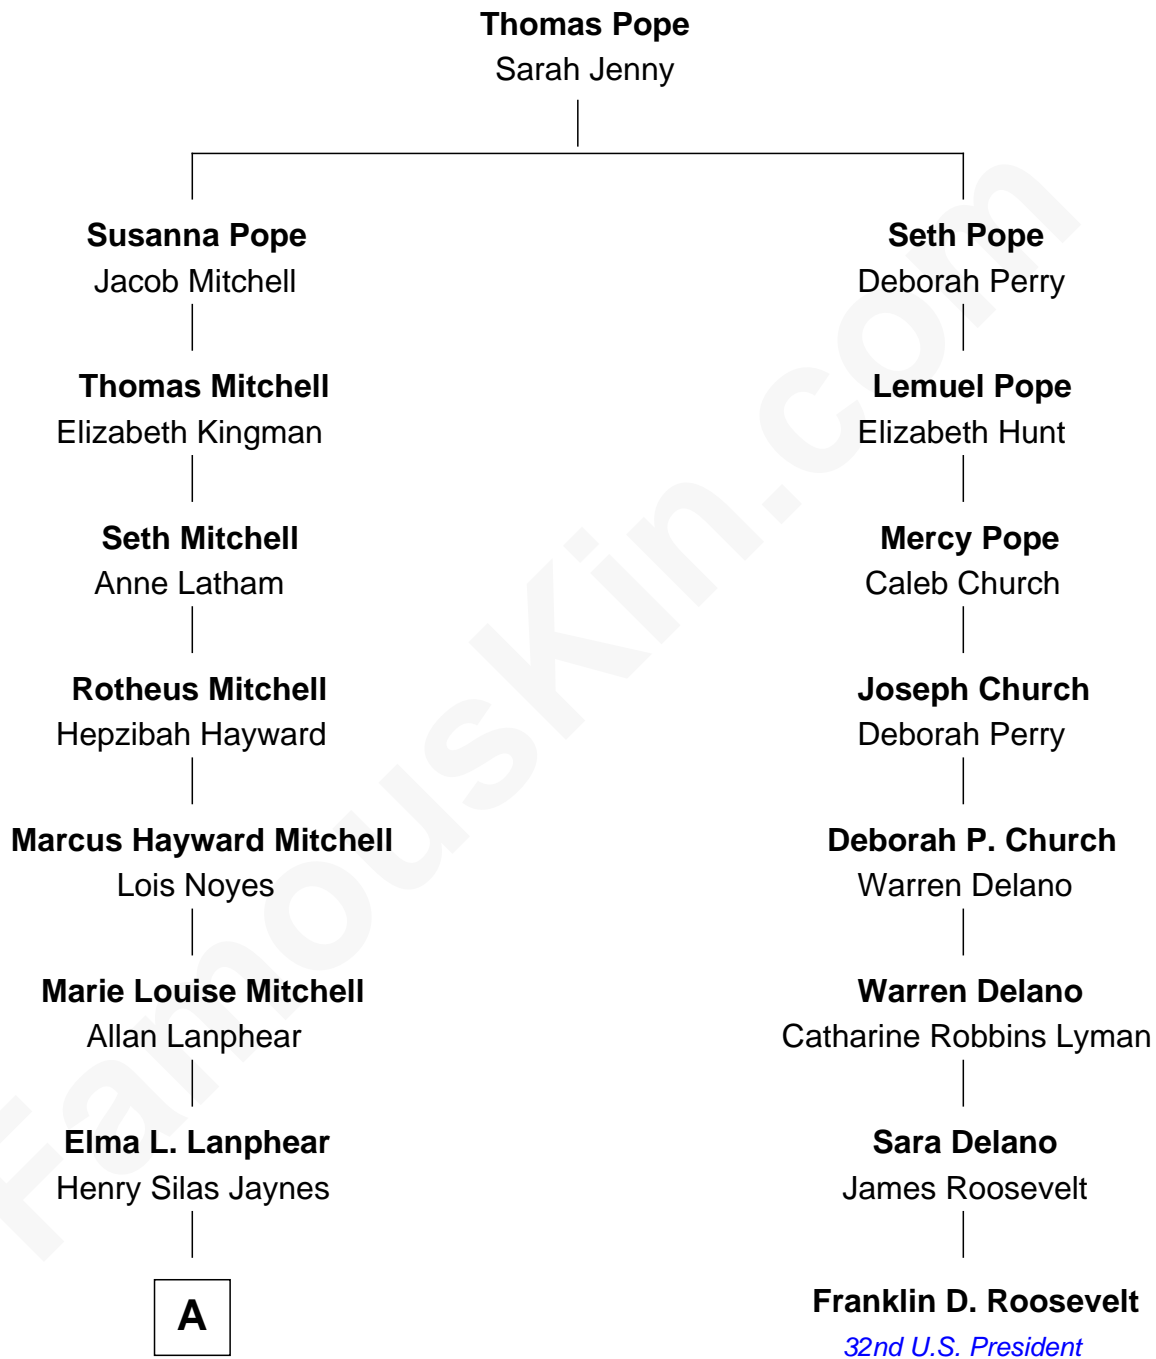 Thomas Pope
Sarah Jenny
Susanna Pope
Jacob Mitchell
Seth Pope
Deborah Perry
Thomas Mitchell
Elizabeth Kingman
Lemuel Pope
Elizabeth Hunt
Seth Mitchell
Anne Latham
Mercy Pope
Caleb Church
Rotheus Mitchell
Hepzibah Hayward
Joseph Church
Deborah Perry
Marcus Hayward Mitchell
Lois Noyes
Deborah P. Church
Warren Delano
Marie Louise Mitchell
Allan Lanphear
Warren Delano
Catharine Robbins Lyman
Elma L. Lanphear
Henry Silas Jaynes
Sara Delano
James Roosevelt
A
Franklin D. Roosevelt
32nd U.S. President
FamousKin.com